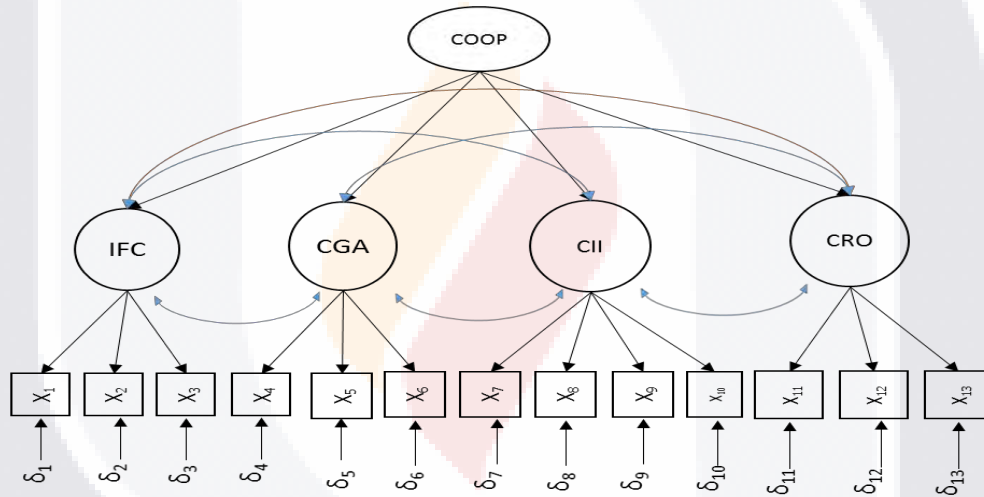 COOP
IFC CGA CII CRO
X₁ X₂ X₃ X₄ X₅ X₆ X₇ X₈ X₉ X₁₀ X₁₁ X₁₂ X₁₃
δ₁ δ₂ δ₃ δ₄ δ₅ δ₆ δ₇ δ₈ δ₉ δ₁₀ δ₁₁ δ₁₂ δ₁₃